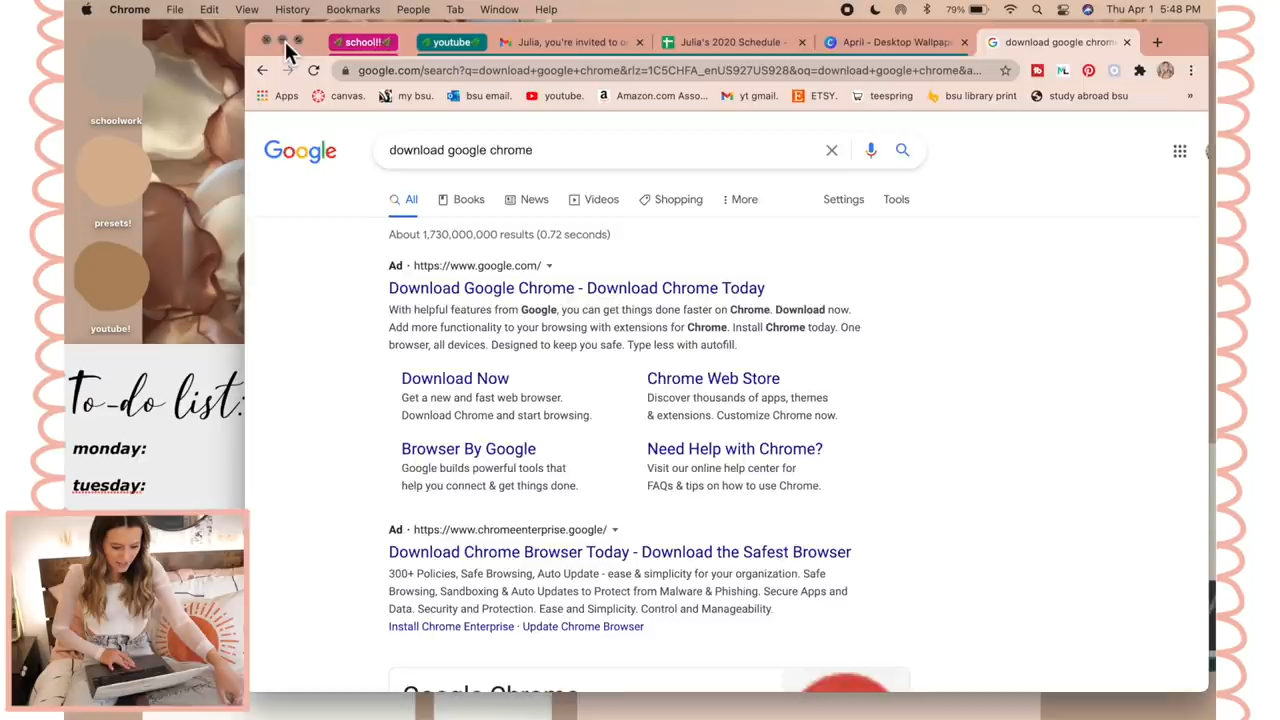 Chrome File Edit View History Bookmarks People Tab Window Help 79% Thu Apr 1 5:48 PM
school!! youtube Julia, you're invited to Julia's 2020 Schedule - April - Desktop Wallpap download google chrome
google.com/search?q=download+google+chrome&rlz=1C5CHFA_enUS927US928&oq=download+google+chrome&a...
Apps canvas. my bsu. bsu email. youtube. Amazon.com Asso... yt gmail. ETSY. teespring bsu library print study abroad bsu »
schoolwork
presets!
youtube!
To-do list:
monday:
tuesday:
Google download google chrome
All Books News Videos Shopping More Settings Tools
About 1,730,000,000 results (0.72 seconds)
Ad · https://www.google.com/
Download Google Chrome - Download Chrome Today
With helpful features from Google, you can get things done faster on Chrome. Download now.
Add more functionality to your browsing with extensions for Chrome. Install Chrome today. One
browser, all devices. Designed to keep you safe. Type less with autofill.
Download Now
Get a new and fast web browser.
Download Chrome and start browsing.
Chrome Web Store
Discover thousands of apps, themes
& extensions. Customize Chrome now.
Browser By Google
Google builds powerful tools that
help you connect & get things done.
Need Help with Chrome?
Visit our online help center for
FAQs & tips on how to use Chrome.
Ad · https://www.chromeenterprise.google/
Download Chrome Browser Today - Download the Safest Browser
300+ Policies, Safe Browsing, Auto Update - ease & simplicity for your organization. Safe
Browsing, Sandboxing & Auto Updates to Protect from Malware & Phishing. Secure Apps and
Data. Security and Protection. Ease and Simplicity. Control and Manageability.
Install Chrome Enterprise · Update Chrome Browser
Google Chrome